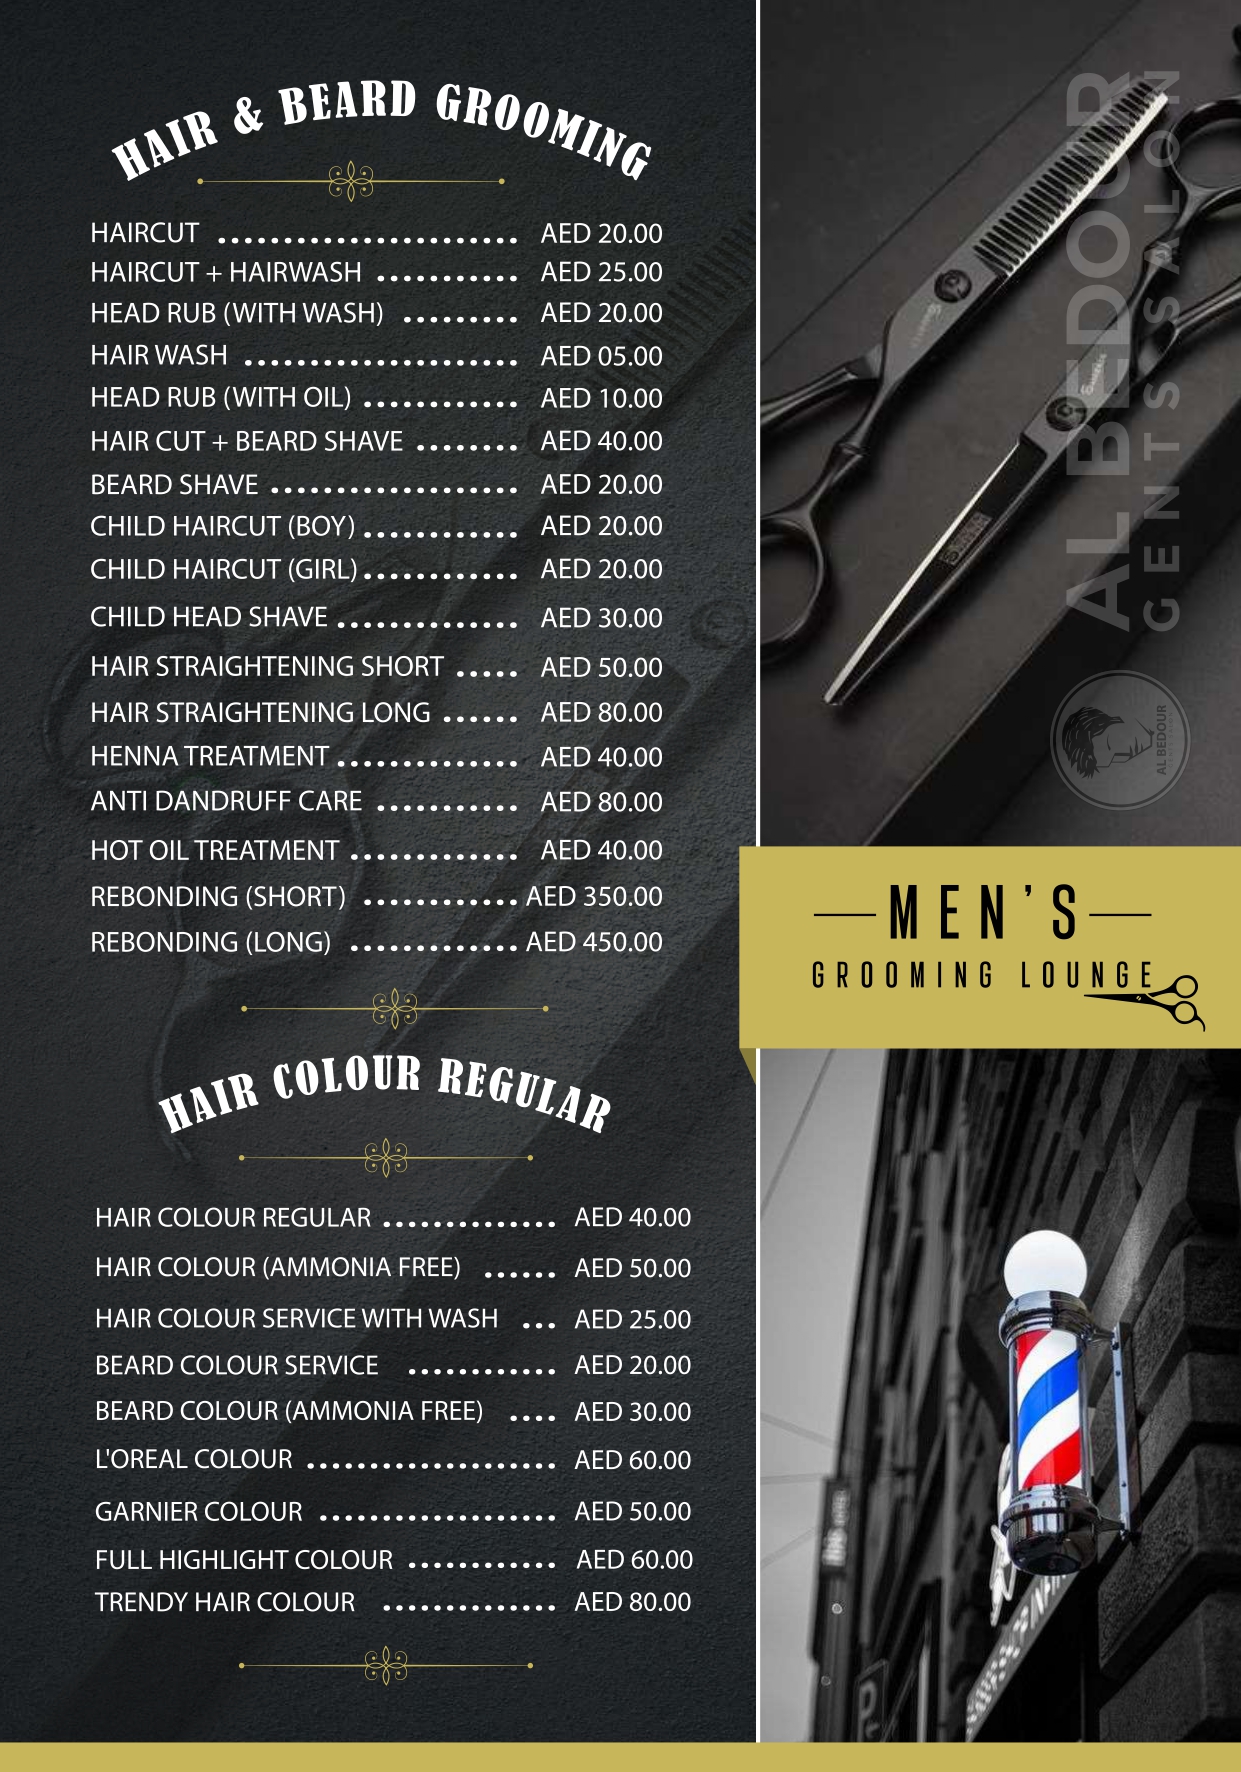 HAIR & BEARD GROOMING
HAIRCUT ....................... AED 20.00
HAIRCUT + HAIRWASH ........... AED 25.00
HEAD RUB (WITH WASH) ......... AED 20.00
HAIR WASH ..................... AED 05.00
HEAD RUB (WITH OIL) ............ AED 10.00
HAIR CUT + BEARD SHAVE ........ AED 40.00
BEARD SHAVE ................... AED 20.00
CHILD HAIRCUT (BOY) ............ AED 20.00
CHILD HAIRCUT (GIRL) ............ AED 20.00
CHILD HEAD SHAVE .............. AED 30.00
HAIR STRAIGHTENING SHORT ..... AED 50.00
HAIR STRAIGHTENING LONG ...... AED 80.00
HENNA TREATMENT .............. AED 40.00
ANTI DANDRUFF CARE ........... AED 80.00
HOT OIL TREATMENT ............. AED 40.00
REBONDING (SHORT) ............ AED 350.00
REBONDING (LONG) ............. AED 450.00
HAIR COLOUR REGULAR
HAIR COLOUR REGULAR .............. AED 40.00
HAIR COLOUR (AMMONIA FREE) ...... AED 50.00
HAIR COLOUR SERVICE WITH WASH ... AED 25.00
BEARD COLOUR SERVICE ............ AED 20.00
BEARD COLOUR (AMMONIA FREE) .... AED 30.00
L'OREAL COLOUR .................... AED 60.00
GARNIER COLOUR ................... AED 50.00
FULL HIGHLIGHT COLOUR ............ AED 60.00
TRENDY HAIR COLOUR .............. AED 80.00
AL BEDOUR
GENTS SALON
AL BEDOUR
MEN'S
GROOMING LOUNGE
P